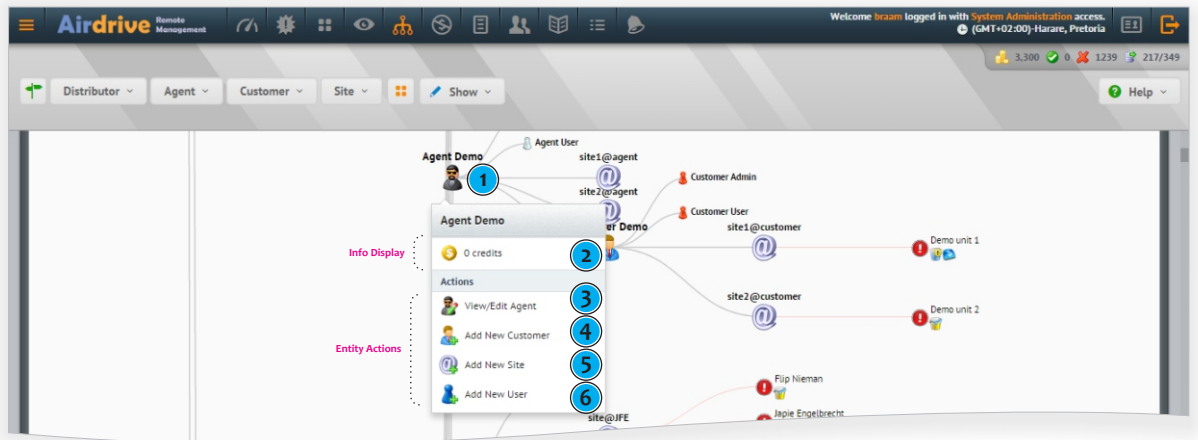 Airdrive Remote Management
Welcome braam logged in with System Administration access.
(GMT+02:00)-Harare, Pretoria
3,300 0 1239 217/349
Distributor Agent Customer Site Show Help
Agent User
Agent Demo
site1@agent
1
site2@agent
Customer Admin
Customer User
Agent Demo
er Demo
site1@customer
Demo unit 1
Info Display
0 credits
2
Actions
View/Edit Agent
3
site2@customer
Demo unit 2
Add New Customer
4
Entity Actions
Add New Site
5
Flip Nieman
Add New User
6
Japie Engelbrecht
site@JFE